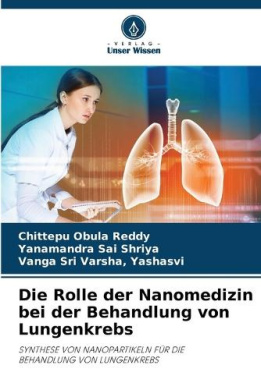 - VERLAG -
Unser Wissen
Chittepu Obula Reddy
Yanamandra Sai Shriya
Vanga Sri Varsha, Yashasvi
Die Rolle der Nanomedizin
bei der Behandlung von
Lungenkrebs
SYNTHESE VON NANOPARTIKELN FÜR DIE
BEHANDLUNG VON LUNGENKREBS